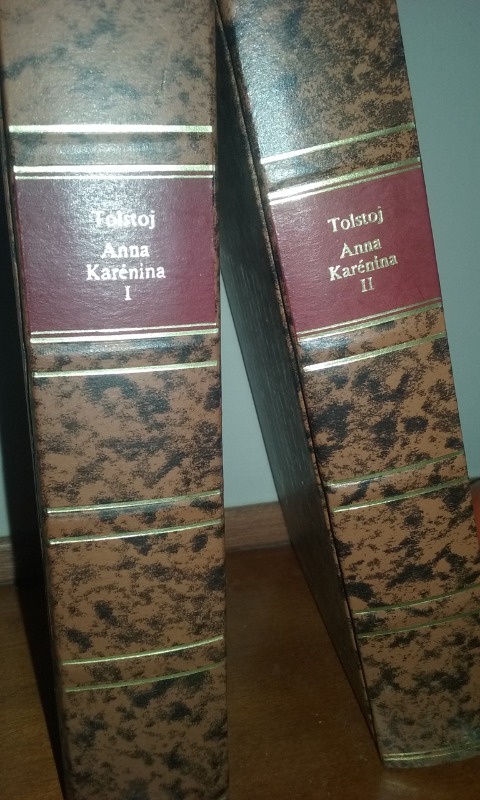 Tolstoj
Anna
Karénina
I
Tolstoj
Anna
Karénina
II